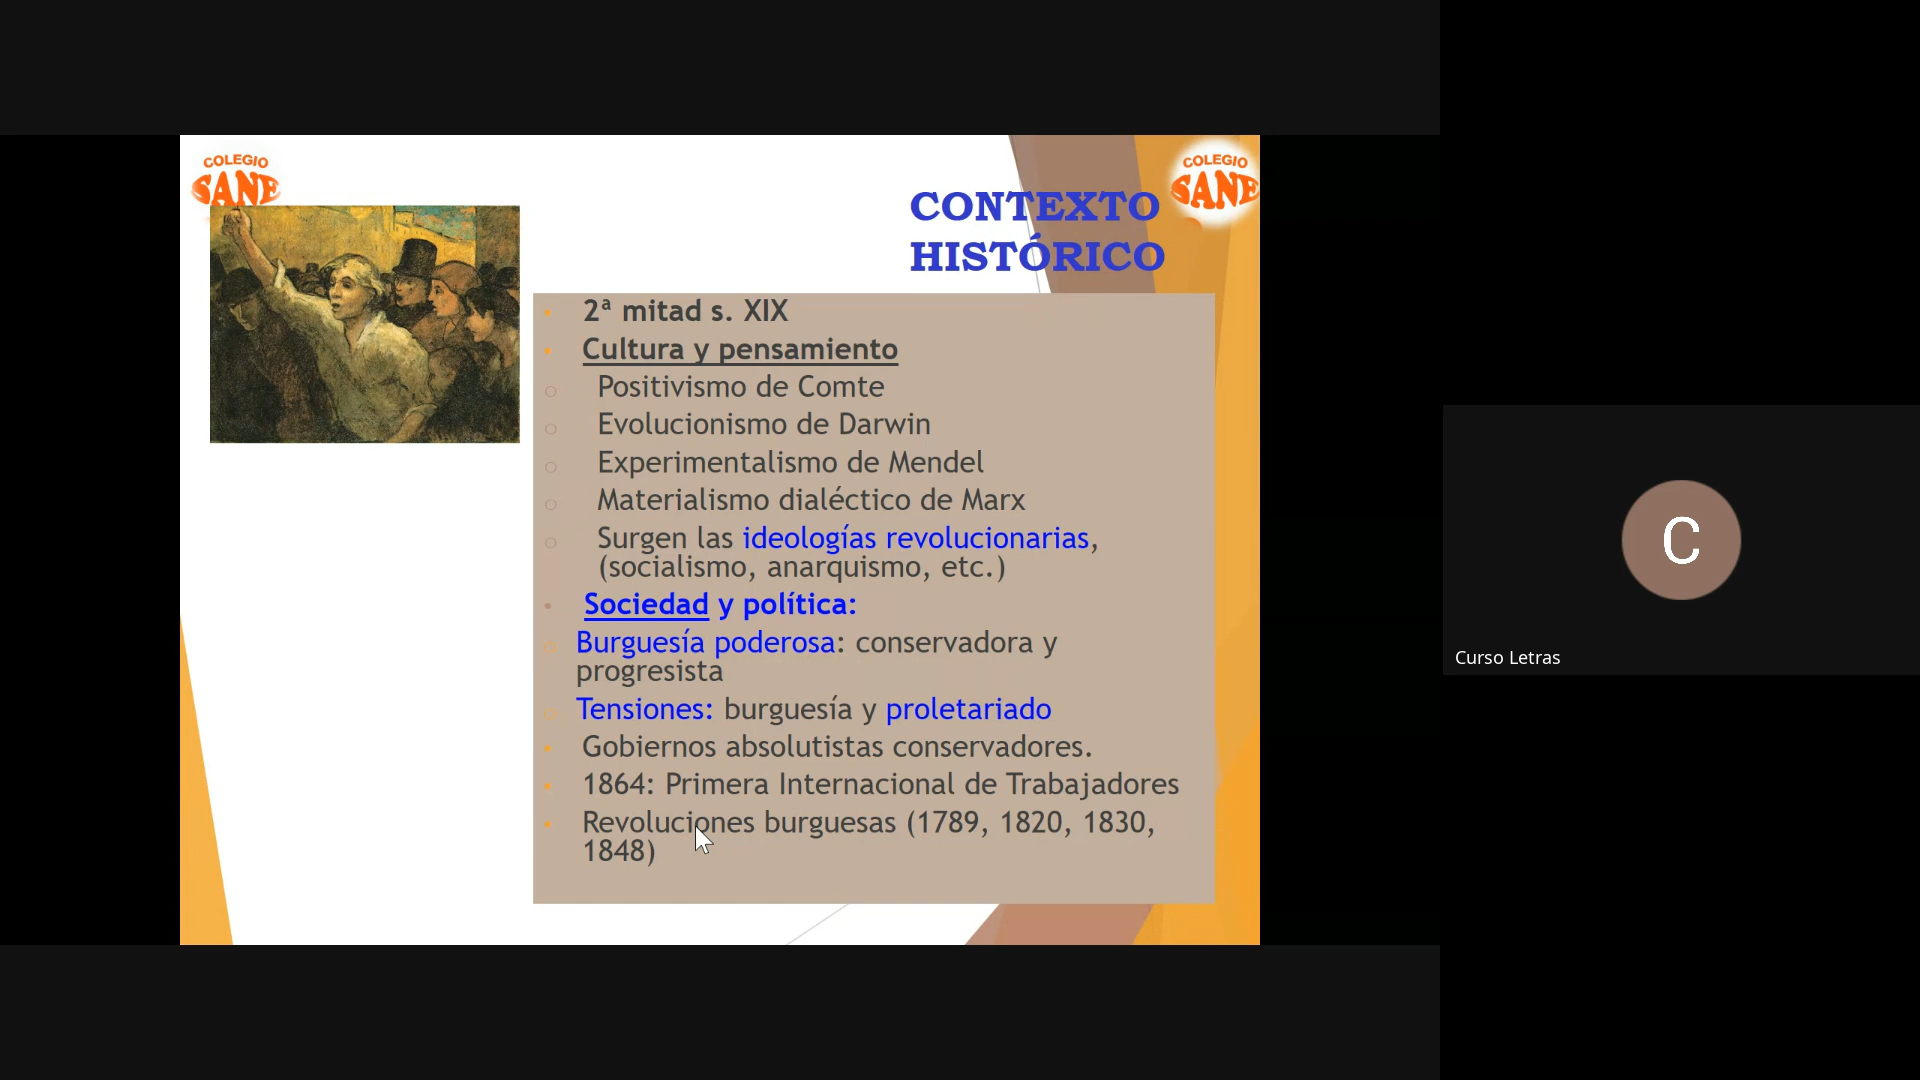 COLEGIO
SANE
COLEGIO
SANE
CONTEXTO
HISTÓRICO
2ª mitad s. XIX
Cultura y pensamiento
Positivismo de Comte
Evolucionismo de Darwin
Experimentalismo de Mendel
Materialismo dialéctico de Marx
Surgen las ideologías revolucionarias,
(socialismo, anarquismo, etc.)
Sociedad y política:
Burguesía poderosa: conservadora y
progresista
Tensiones: burguesía y proletariado
Gobiernos absolutistas conservadores.
1864: Primera Internacional de Trabajadores
Revoluciones burguesas (1789, 1820, 1830,
1848)
C
Curso Letras